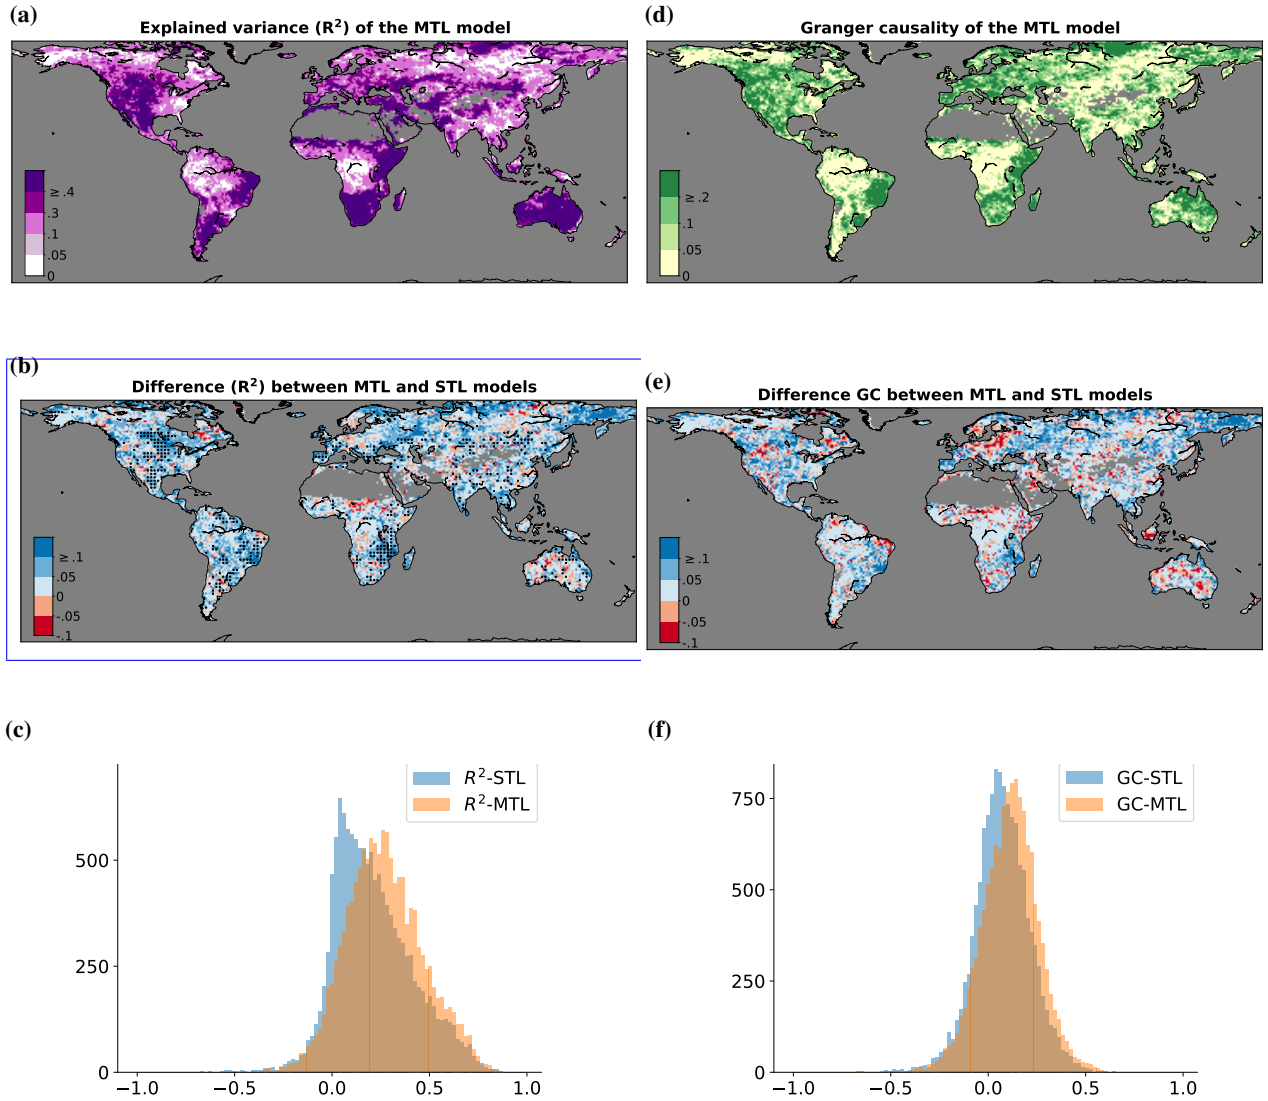 (a)
Explained variance (R²) of the MTL model
≥.4
.3
.1
.05
0
(d)
Granger causality of the MTL model
≥.2
.1
.05
0
(b)
Difference (R²) between MTL and STL models
≥.1
.05
0
-.05
-.1
(e)
Difference GC between MTL and STL models
≥.1
.05
0
-.05
-.1
(c)
R²-STL
R²-MTL
500
250
0
−1.0 −0.5 0.0 0.5 1.0
(f)
GC-STL
GC-MTL
750
500
250
0
−1.0 −0.5 0.0 0.5 1.0